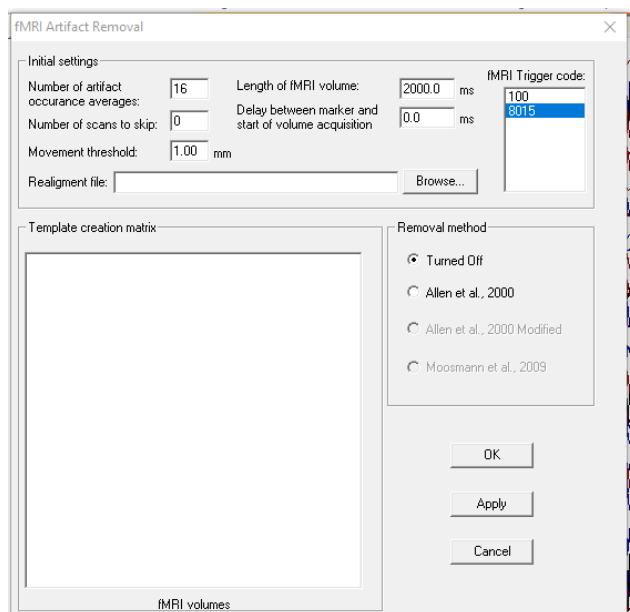 fMRI Artifact Removal
Initial settings
Number of artifact
occurance averages:
16
Length of fMRI volume:
2000.0
ms
fMRI Trigger code:
100
8015
Number of scans to skip:
0
Delay between marker and
start of volume acquisition
0.0
ms
Movement threshold:
1.00
mm
Realigment file:
Browse...
Template creation matrix
fMRI volumes
Removal method
Turned Off
Allen et al., 2000
Allen et al., 2000 Modified
Moosmann et al., 2009
OK
Apply
Cancel